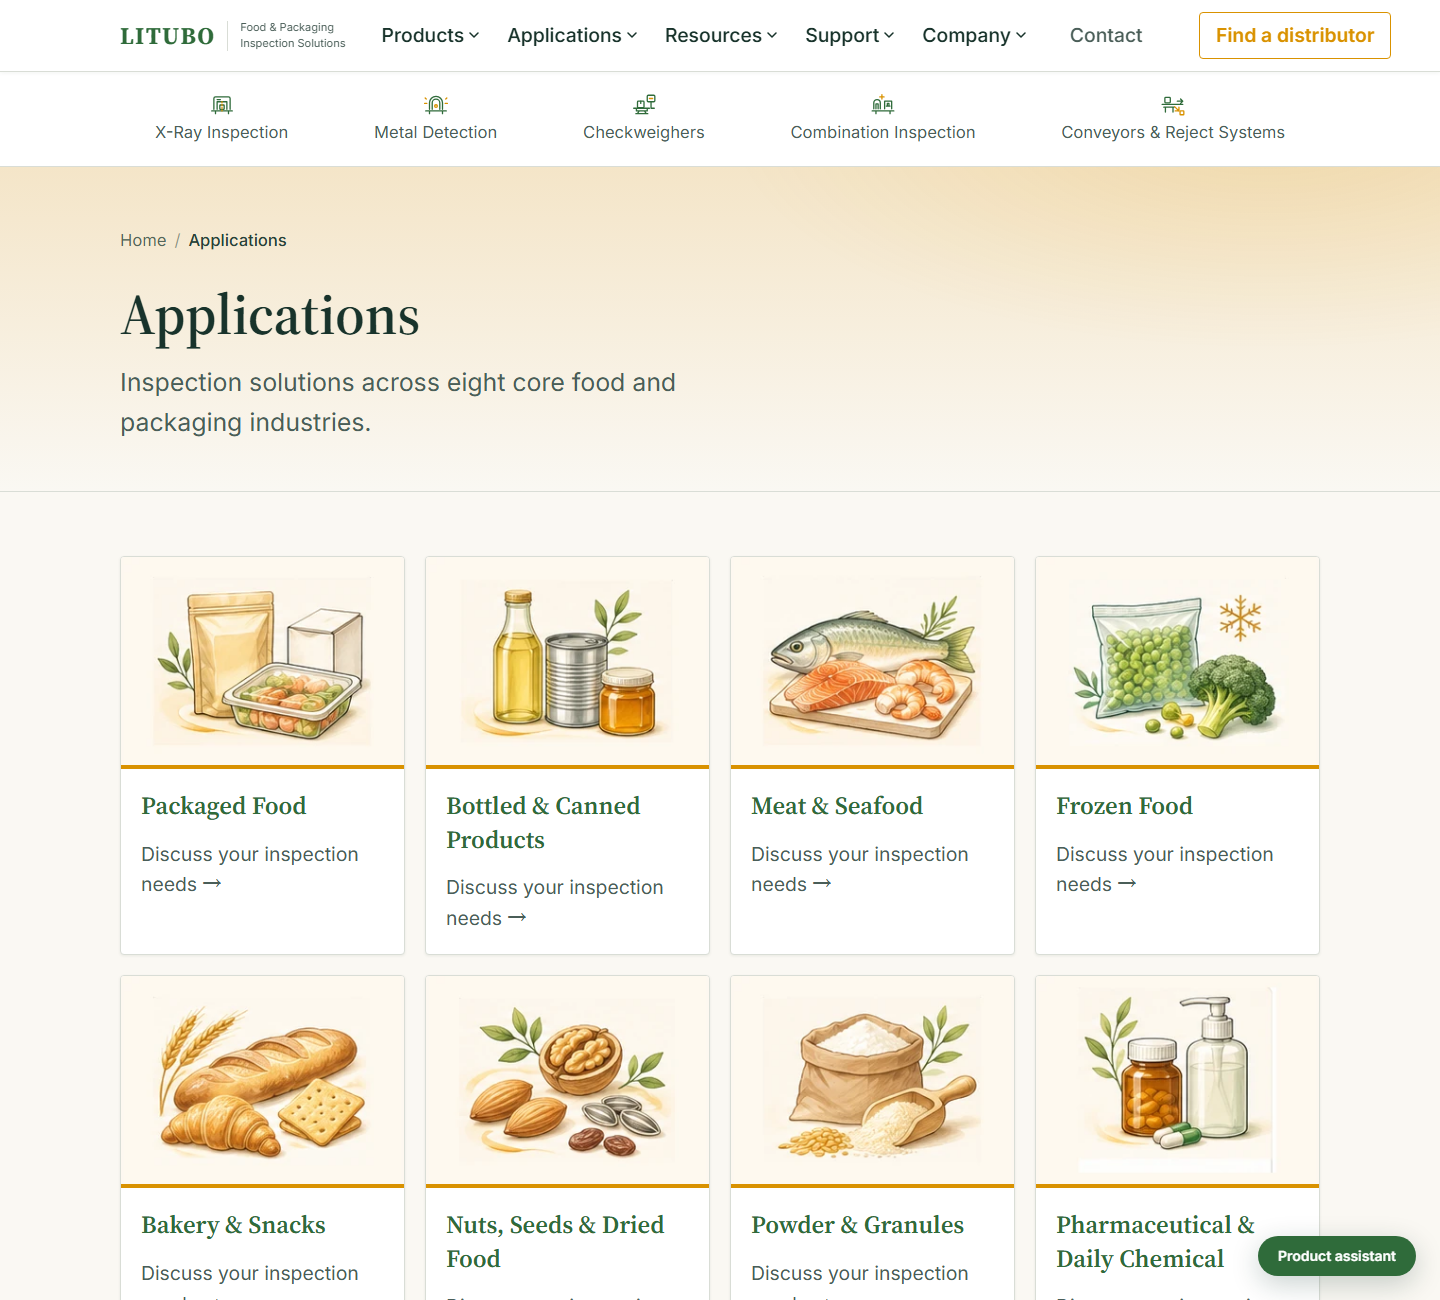 LITUBO
Food & Packaging
Inspection Solutions
Products
Applications
Resources
Support
Company
Contact
Find a distributor
X-Ray Inspection
Metal Detection
Checkweighers
Combination Inspection
Conveyors & Reject Systems
Home / Applications
Applications
Inspection solutions across eight core food and
packaging industries.
Packaged Food
Discuss your inspection
needs →
Bottled & Canned
Products
Discuss your inspection
needs →
Meat & Seafood
Discuss your inspection
needs →
Frozen Food
Discuss your inspection
needs →
Bakery & Snacks
Discuss your inspection
Nuts, Seeds & Dried
Food
Powder & Granules
Discuss your inspection
Pharmaceutical &
Daily Chemical
Product assistant